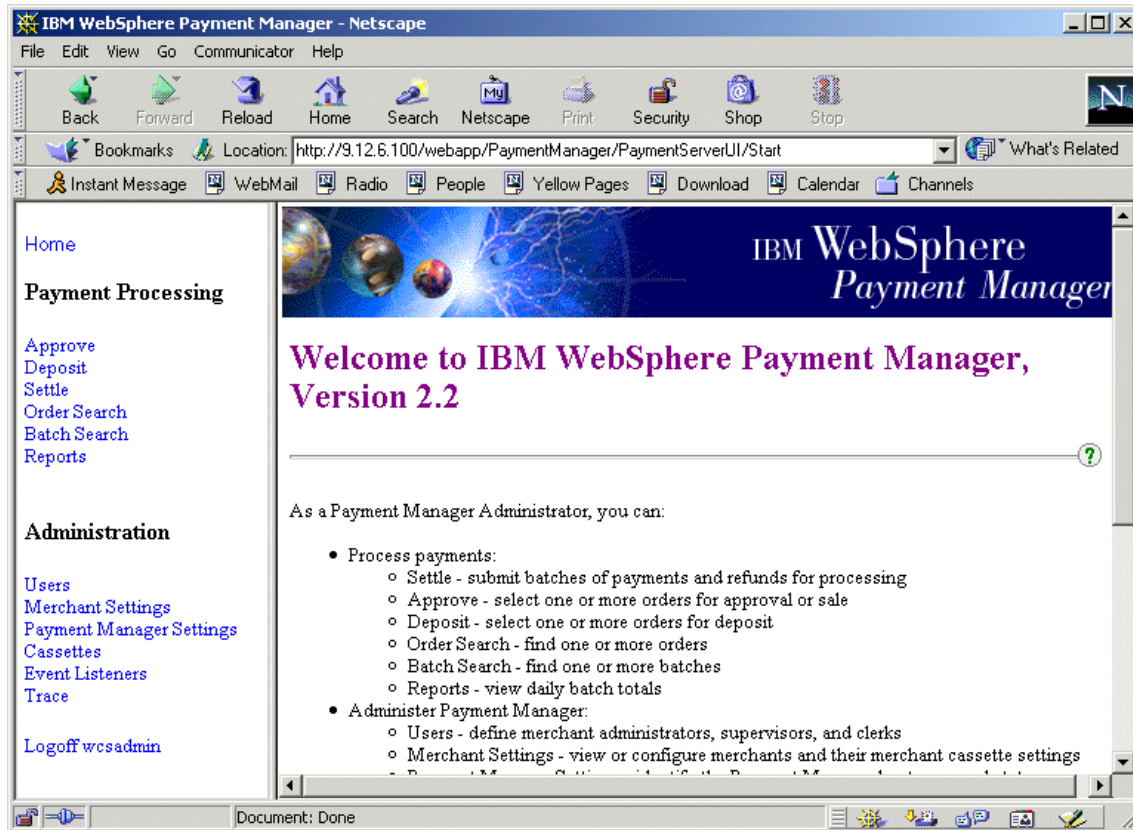 IBM WebSphere Payment Manager - Netscape
File Edit View Go Communicator Help
My
N
Back Forward Reload Home Search Netscape Print Security Shop Stop
Bookmarks Location: http://9.12.6.100/webapp/PaymentManager/PaymentServerUI/Start What's Related
Instant Message WebMail Radio People Yellow Pages Download Calendar Channels
Home
Payment Processing
Approve
Deposit
Settle
Order Search
Batch Search
Reports
Administration
Users
Merchant Settings
Payment Manager Settings
Cassettes
Event Listeners
Trace
Logoff wcsadmin
IBM WebSphere
Payment Manager
Welcome to IBM WebSphere Payment Manager,
Version 2.2
?
As a Payment Manager Administrator, you can:
• Process payments:
○ Settle - submit batches of payments and refunds for processing
○ Approve - select one or more orders for approval or sale
○ Deposit - select one or more orders for deposit
○ Order Search - find one or more orders
○ Batch Search - find one or more batches
○ Reports - view daily batch totals
• Administer Payment Manager:
○ Users - define merchant administrators, supervisors, and clerks
○ Merchant Settings - view or configure merchants and their merchant cassette settings
Document: Done